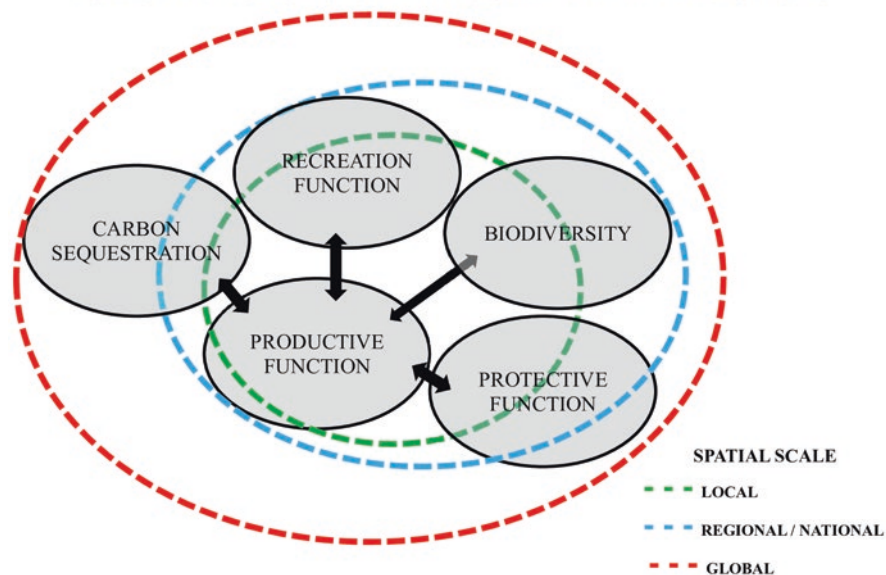 RECREATION
FUNCTION
CARBON
SEQUESTRATION
BIODIVERSITY
PRODUCTIVE
FUNCTION
PROTECTIVE
FUNCTION
SPATIAL SCALE
LOCAL
REGIONAL / NATIONAL
GLOBAL